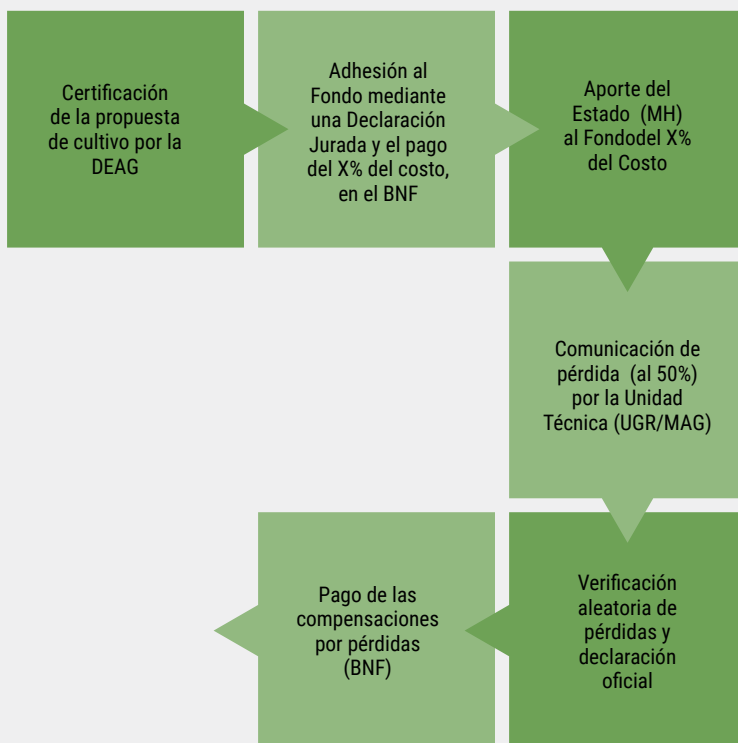 Certificación
de la propuesta
de cultivo por la
DEAG
Adhesión al
Fondo mediante
una Declaración
Jurada y el pago
del X% del costo,
en el BNF
Aporte del
Estado (MH)
al Fondodel X%
del Costo
Comunicación de
pérdida (al 50%)
por la Unidad
Técnica (UGR/MAG)
Verificación
aleatoria de
pérdidas y
declaración
oficial
Pago de las
compensaciones
por pérdidas
(BNF)